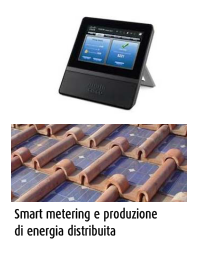 Smart metering e produzione
di energia distribuita